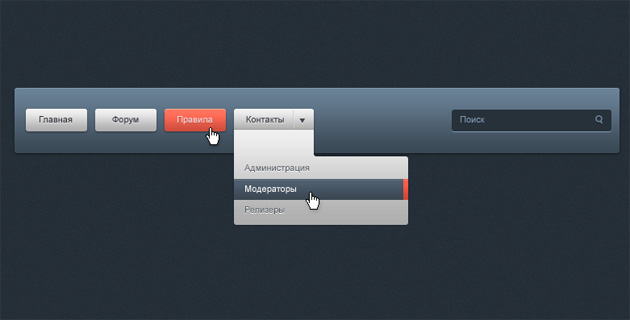 Главная Форум Правила Контакты Поиск
Администрация
Модераторы
Релизеры